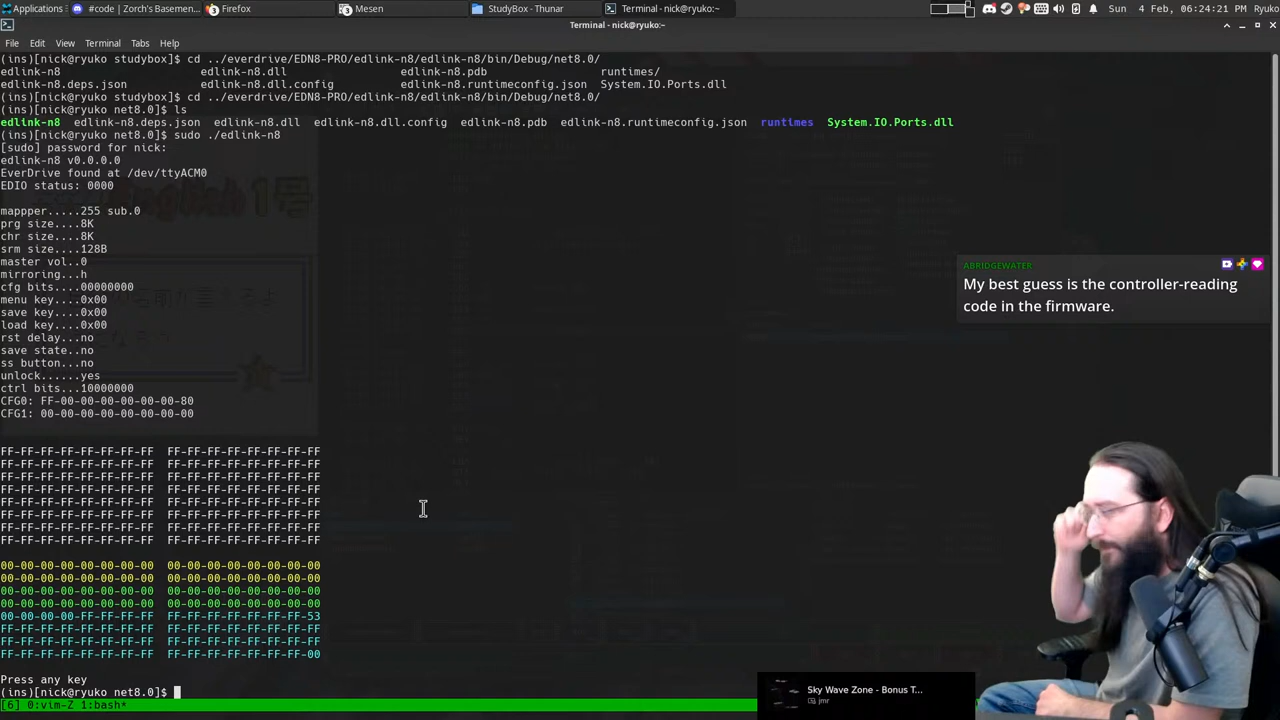 Applications
#code | Zorch's Basemen...
Firefox
Mesen
StudyBox - Thunar
Terminal - nick@ryuko:~
Sun 4 Feb, 06:24:21 PM Ryuko
Terminal - nick@ryuko:~
File Edit View Terminal Tabs Help
(ins)[nick@ryuko studybox]$ cd ../everdrive/EDN8-PRO/edlink-n8/edlink-n8/bin/Debug/net8.0/
edlink-n8 edlink-n8.dll edlink-n8.pdb runtimes/
edlink-n8.deps.json edlink-n8.dll.config edlink-n8.runtimeconfig.json System.IO.Ports.dll
(ins)[nick@ryuko studybox]$ cd ../everdrive/EDN8-PRO/edlink-n8/edlink-n8/bin/Debug/net8.0/
(ins)[nick@ryuko net8.0]$ ls
edlink-n8 edlink-n8.deps.json edlink-n8.dll edlink-n8.dll.config edlink-n8.pdb edlink-n8.runtimeconfig.json runtimes System.IO.Ports.dll
(ins)[nick@ryuko net8.0]$ sudo ./edlink-n8
[sudo] password for nick:
edlink-n8 v0.0.0.0
EverDrive found at /dev/ttyACM0
EDIO status: 0000
mappper.....255 sub.0
prg size....8K
chr size....8K
srm size....128B
master vol..0
mirroring...h
cfg bits....00000000
menu key....0x00
save key....0x00
load key....0x00
rst delay...no
save state..no
ss button...no
unlock......yes
ctrl bits...10000000
CFG0: FF-00-00-00-00-00-00-80
CFG1: 00-00-00-00-00-00-00-00
FF-FF-FF-FF-FF-FF-FF-FF FF-FF-FF-FF-FF-FF-FF-FF
FF-FF-FF-FF-FF-FF-FF-FF FF-FF-FF-FF-FF-FF-FF-FF
FF-FF-FF-FF-FF-FF-FF-FF FF-FF-FF-FF-FF-FF-FF-FF
FF-FF-FF-FF-FF-FF-FF-FF FF-FF-FF-FF-FF-FF-FF-FF
FF-FF-FF-FF-FF-FF-FF-FF FF-FF-FF-FF-FF-FF-FF-FF
FF-FF-FF-FF-FF-FF-FF-FF FF-FF-FF-FF-FF-FF-FF-FF
FF-FF-FF-FF-FF-FF-FF-FF FF-FF-FF-FF-FF-FF-FF-FF
FF-FF-FF-FF-FF-FF-FF-FF FF-FF-FF-FF-FF-FF-FF-FF
00-00-00-00-00-00-00-00 00-00-00-00-00-00-00-00
00-00-00-00-00-00-00-00 00-00-00-00-00-00-00-00
00-00-00-00-00-00-00-00 00-00-00-00-00-00-00-00
00-00-00-00-00-00-00-00 00-00-00-00-00-00-00-00
00-00-00-00-FF-FF-FF-FF FF-FF-FF-FF-FF-FF-FF-53
FF-FF-FF-FF-FF-FF-FF-FF FF-FF-FF-FF-FF-FF-FF-FF
FF-FF-FF-FF-FF-FF-FF-FF FF-FF-FF-FF-FF-FF-FF-FF
FF-FF-FF-FF-FF-FF-FF-FF FF-FF-FF-FF-FF-FF-FF-00
Press any key
(ins)[nick@ryuko net8.0]$
[6] 0:vim-Z 1:bash*
English 1号
ABRIDGEWATER
My best guess is the controller-reading
code in the firmware.
Sky Wave Zone - Bonus T...
jmr